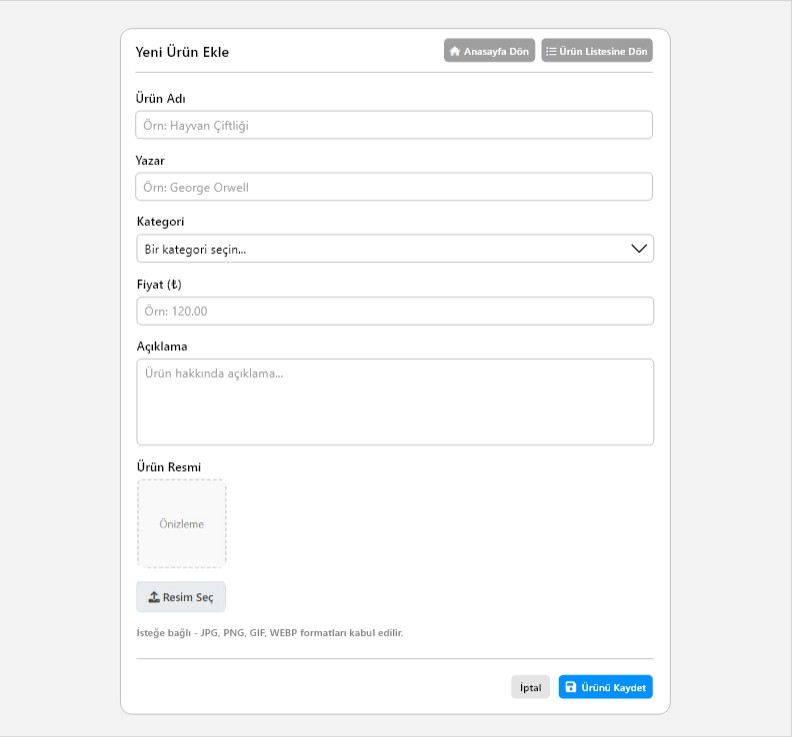 Yeni Ürün Ekle
Anasayfa Dön
Ürün Listesine Dön
Ürün Adı
Örn: Hayvan Çiftliği
Yazar
Örn: George Orwell
Kategori
Bir kategori seçin...
Fiyat (₺)
Örn: 120.00
Açıklama
Ürün hakkında açıklama...
Ürün Resmi
Önizleme
Resim Seç
İsteğe bağlı - JPG, PNG, GIF, WEBP formatları kabul edilir.
İptal
Ürünü Kaydet